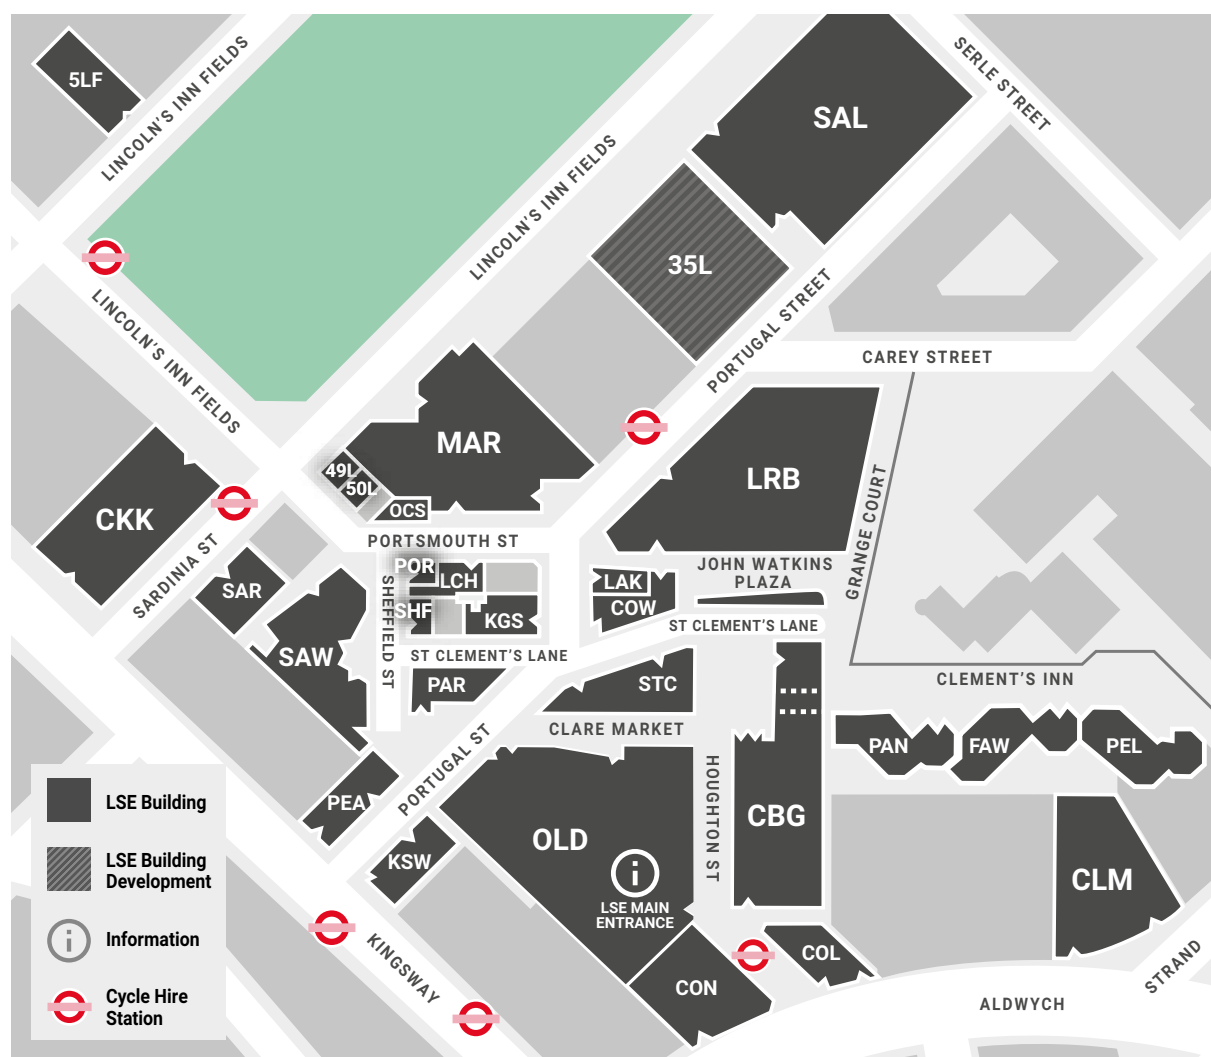 5LF
LINCOLN'S INN FIELDS
SERLE STREET
SAL
LINCOLN'S INN FIELDS
35L
LINCOLN'S INN FIELDS
PORTUGAL STREET
CAREY STREET
MAR
49L
50L
OCS
LRB
CKK
GRANGE COURT
SARDINIA ST
PORTSMOUTH ST
POR
LCH
JOHN WATKINS
PLAZA
LAK
COW
SAR
SHEFFIELD ST
SHF
KGS
ST CLEMENT'S LANE
ST CLEMENT'S LANE
SAW
PAR
STC
CLEMENT'S INN
CLARE MARKET
PAN
FAW
PEL
PORTUGAL ST
HOUGHTON ST
PEA
CBG
OLD
KSW
CLM
LSE MAIN
ENTRANCE
COL
CON
KINGSWAY
STRAND
ALDWYCH
LSE Building
LSE Building
Development
Information
Cycle Hire
Station